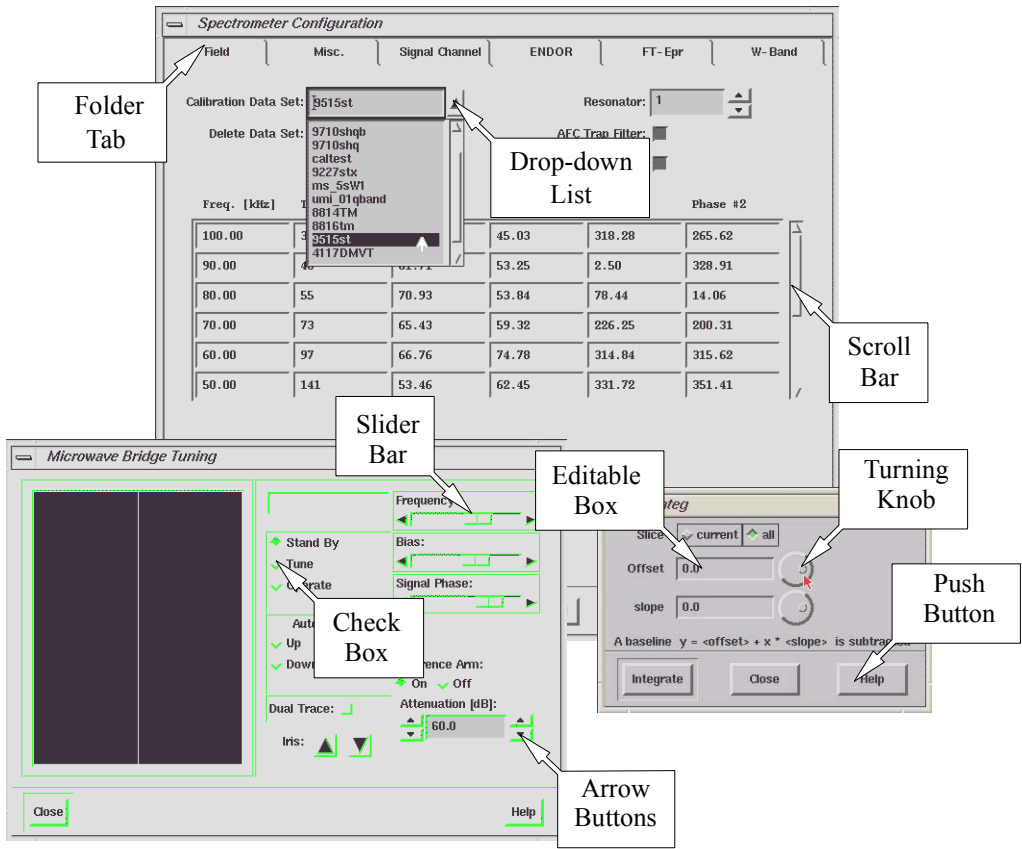 Spectrometer Configuration
Field Misc. Signal Channel ENDOR FT-Epr W-Band
Folder Tab
Calibration Data Set: 9515st
Resonator: 1
Delete Data Set:
AFC Trap Filter:
Drop-down List
9710shqb
9710shq
caltest
9227stx
ms_5sW1
umi_01qband
8814TM
8816tm
9515st
4117DMVT
Freq. [kHz] Phase #2
100.00 45.03 318.28 265.62
90.00 53.25 2.50 328.91
80.00 55 70.93 53.84 78.44 14.06
70.00 73 65.43 59.32 226.25 200.31
60.00 97 66.76 74.78 314.84 315.62
50.00 141 53.46 62.45 331.72 351.41
Scroll Bar
Slider Bar
Microwave Bridge Tuning
Frequency
Stand By
Tune
Operate
Bias:
Signal Phase:
Check Box
Up
Down
Arm:
On Off
Dual Trace:
Attenuation [dB]:
60.0
Iris:
Close Help
Arrow Buttons
Editable Box
Turning Knob
Slice current all
Offset 0.0
slope 0.0
Push Button
A baseline y = <offset> + x * <slope> is subtracted
Integrate Close Help